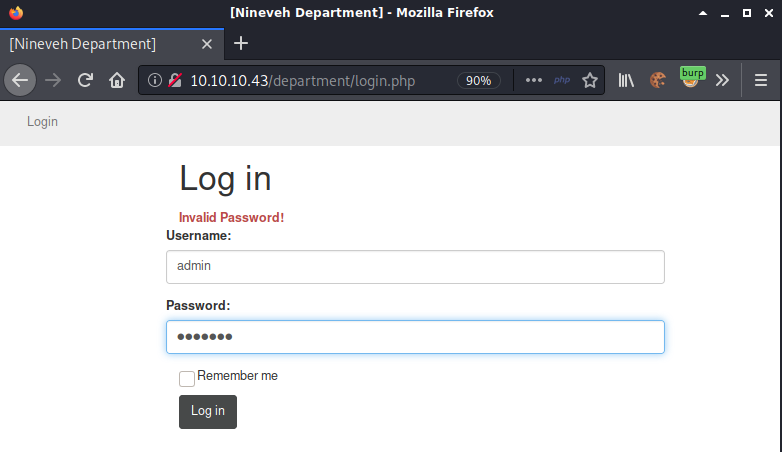 [Nineveh Department] - Mozilla Firefox
[Nineveh Department]
10.10.10.43/department/login.php
90%
php
burp
Login
Log in
Invalid Password!
Username:
admin
Password:
Remember me
Log in